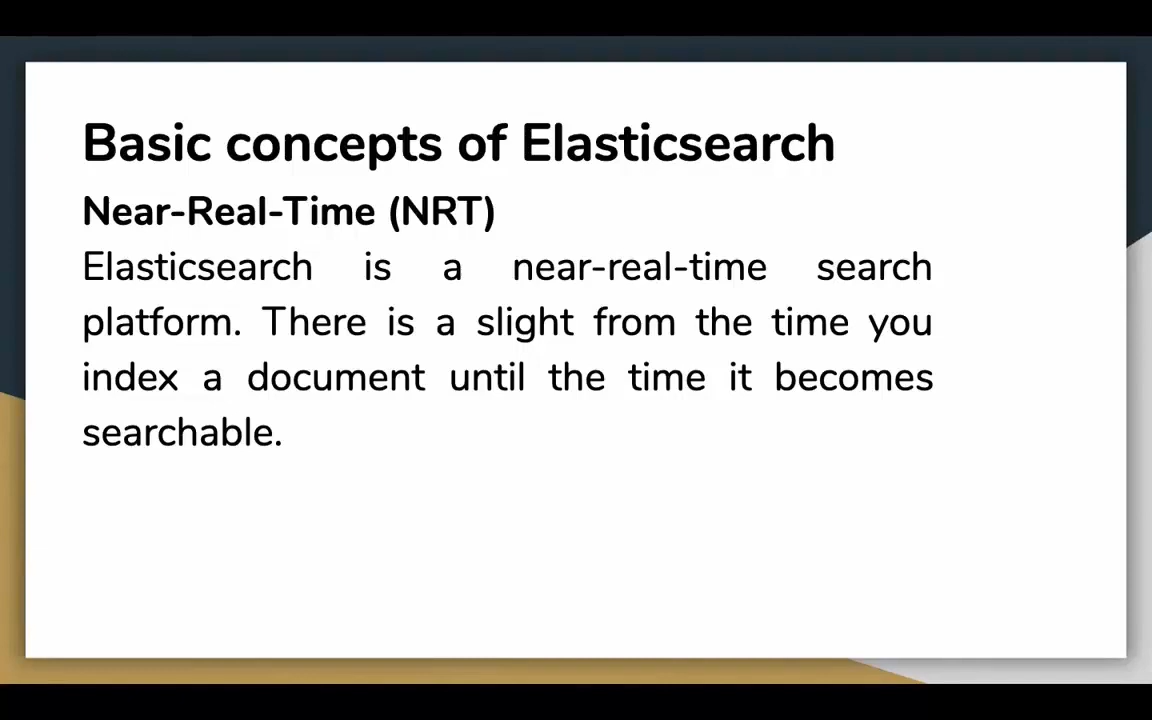 Basic concepts of Elasticsearch
Near-Real-Time (NRT)
Elasticsearch is a near-real-time search
platform. There is a slight from the time you
index a document until the time it becomes
searchable.